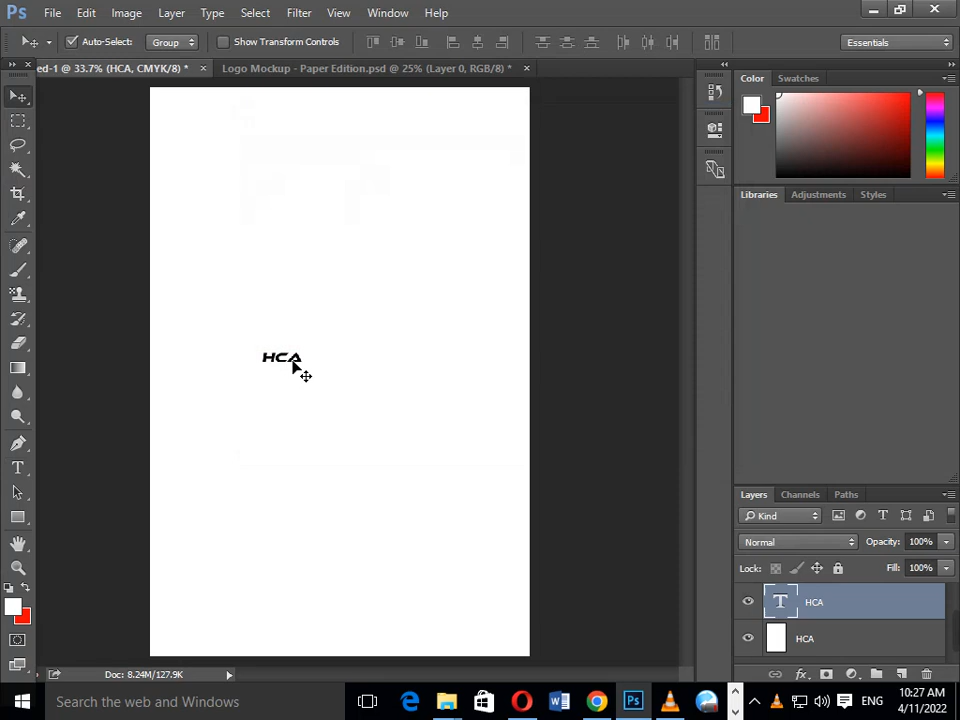 Ps File Edit Image Layer Type Select Filter View Window Help
Auto-Select: Group Show Transform Controls Essentials
ed-1 @ 33.7% (HCA, CMYK/8) * × Logo Mockup - Paper Edition.psd @ 25% (Layer 0, RGB/8) * ×
Color Swatches
Libraries Adjustments Styles
HCA
Layers Channels Paths
Kind
Normal Opacity: 100%
Lock: Fill: 100%
T HCA
HCA
Doc: 8.24M/127.9K
Search the web and Windows
ENG
10:27 AM
4/11/2022